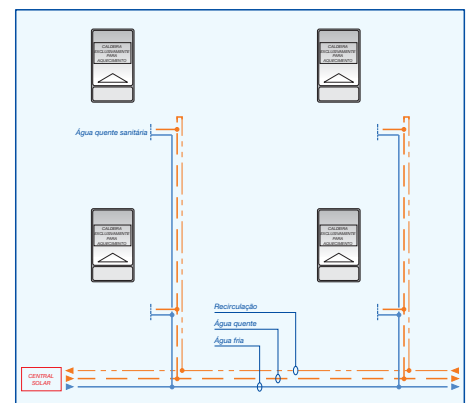 CALDEIRA
EXCLUSIVAMENTE
PARA
AQUECIMENTO
CALDEIRA
EXCLUSIVAMENTE
PARA
AQUECIMENTO
Água quente sanitária
CALDEIRA
EXCLUSIVAMENTE
PARA
AQUECIMENTO
CALDEIRA
EXCLUSIVAMENTE
PARA
AQUECIMENTO
Recirculação
Água quente
Água fria
CENTRAL
SOLAR